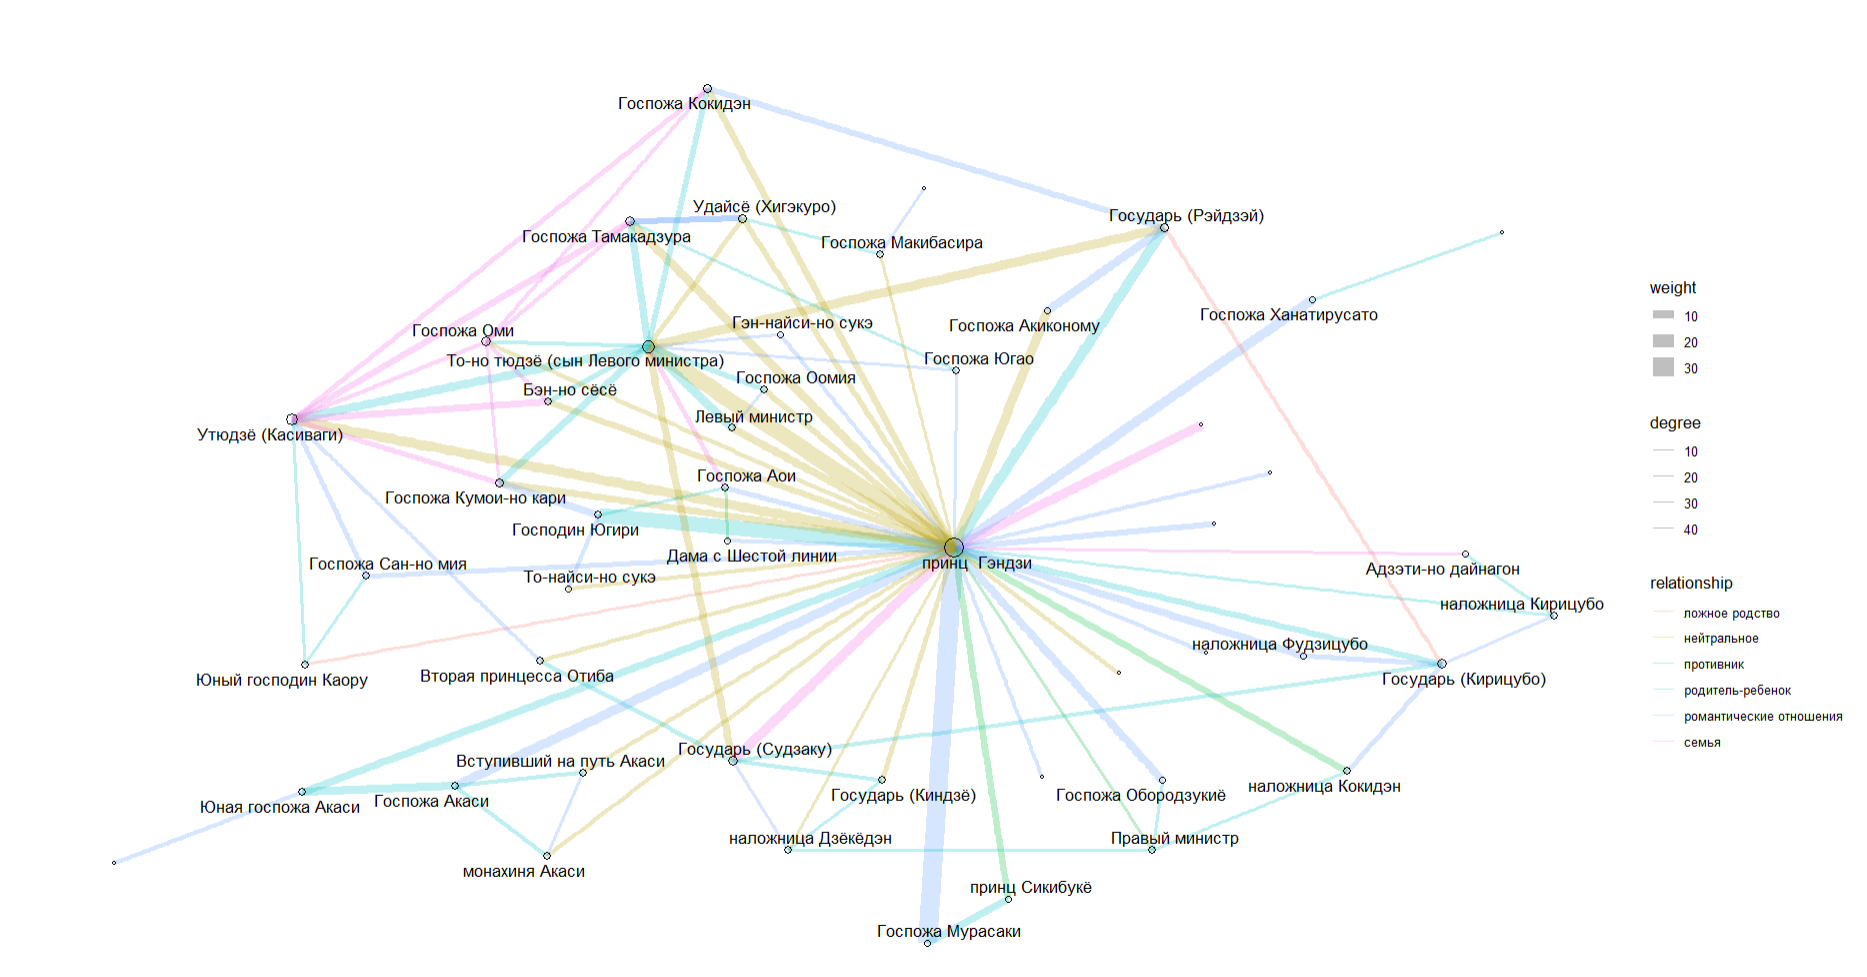 Госпожа Кокидэн
Удайсё (Хигэкуро)
Государь (Рэйдзэй)
Госпожа Тамакадзура
Госпожа Макибасира
Госпожа Ханатирусато
Гэн-найси-но сукэ
Госпожа Акиконому
Госпожа Оми
То-но тюдзё (сын Левого министра)
Госпожа Югао
Госпожа Оомия
Бэн-но сёсё
Левый министр
Утюдзё (Касиваги)
Госпожа Аои
Госпожа Кумои-но кари
Господин Югири
Дама с Шестой линии
принц Гэндзи
Госпожа Сан-но мия
То-найси-но сукэ
Адзэти-но дайнагон
наложница Кирицубо
наложница Фудзицубо
Юный господин Каору
Вторая принцесса Отиба
Государь (Кирицубо)
Государь (Судзаку)
Вступивший на путь Акаси
Юная госпожа Акаси
Госпожа Акаси
Государь (Киндзё)
Госпожа Обородзукиё
наложница Кокидэн
наложница Дзёкёдэн
Правый министр
монахиня Акаси
принц Сикибукё
Госпожа Мурасаки
weight
10
20
30
degree
10
20
30
40
relationship
ложное родство
нейтральное
противник
родитель-ребенок
романтические отношения
семья